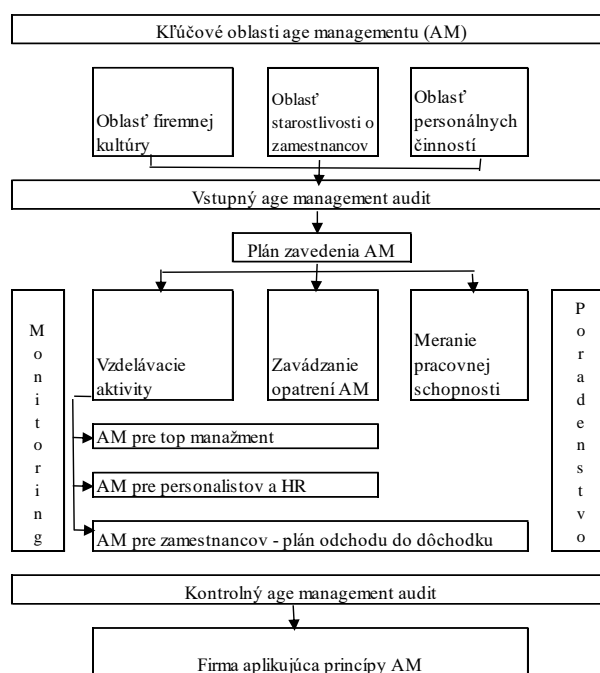 Kľúčové oblasti age managementu (AM)
Oblasť firemnej
kultúry
Oblasť
starostlivosti o
zamestnancov
Oblasť
personálnych
činností
Vstupný age management audit
Plán zavedenia AM
Monitoring
Vzdelávacie
aktivity
Zavádzanie
opatrení AM
Meranie
pracovnej
schopnosti
Poradenstvo
AM pre top manažment
AM pre personalistov a HR
AM pre zamestnancov - plán odchodu do dôchodku
Kontrolný age management audit
Firma aplikujúca princípy AM